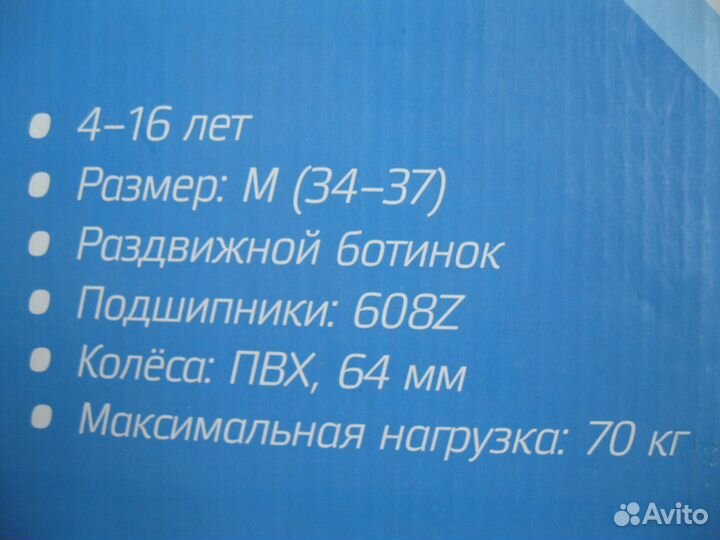 4–16 лет
Размер: М (34–37)
Раздвижной ботинок
Подшипники: 608Z
Колёса: ПВХ, 64 мм
Максимальная нагрузка: 70 кг
Avito